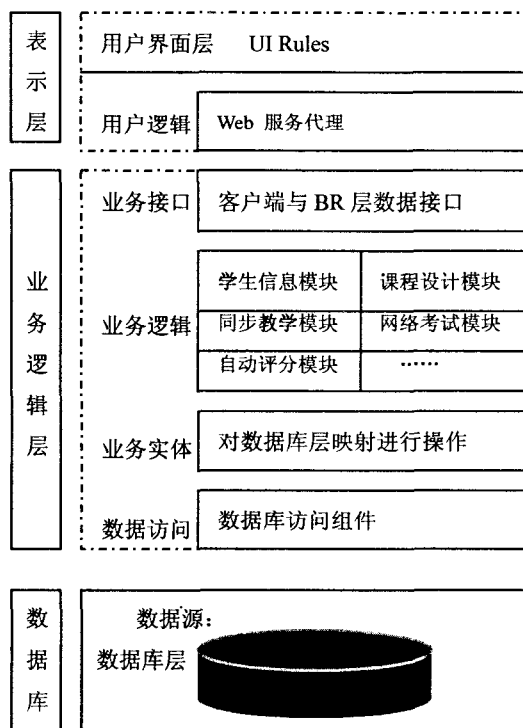 表示层
用户界面层 UI Rules
用户逻辑 Web 服务代理
业务逻辑层
业务接口 客户端与 BR 层数据接口
业务逻辑
学生信息模块 课程设计模块
同步教学模块 网络考试模块
自动评分模块 ……
业务实体 对数据库层映射进行操作
数据访问 数据库访问组件
数据库
数据源：
数据库层